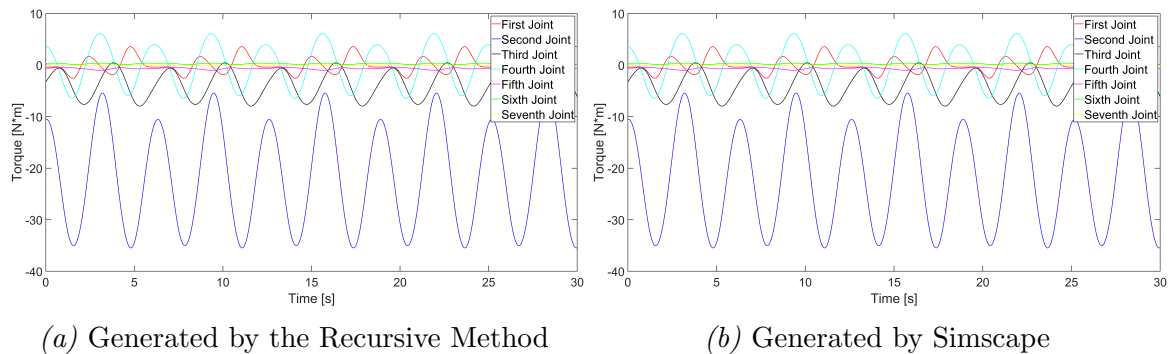 10
0
-10
-20
-30
-40
Torque [N*m]
0
5
10
15
20
25
30
Time [s]
First Joint
Second Joint
Third Joint
Fourth Joint
Fifth Joint
Sixth Joint
Seventh Joint
(a) Generated by the Recursive Method
10
0
-10
-20
-30
-40
Torque [N*m]
0
5
10
15
20
25
30
Time [s]
First Joint
Second Joint
Third Joint
Fourth Joint
Fifth Joint
Sixth Joint
Seventh Joint
(b) Generated by Simscape